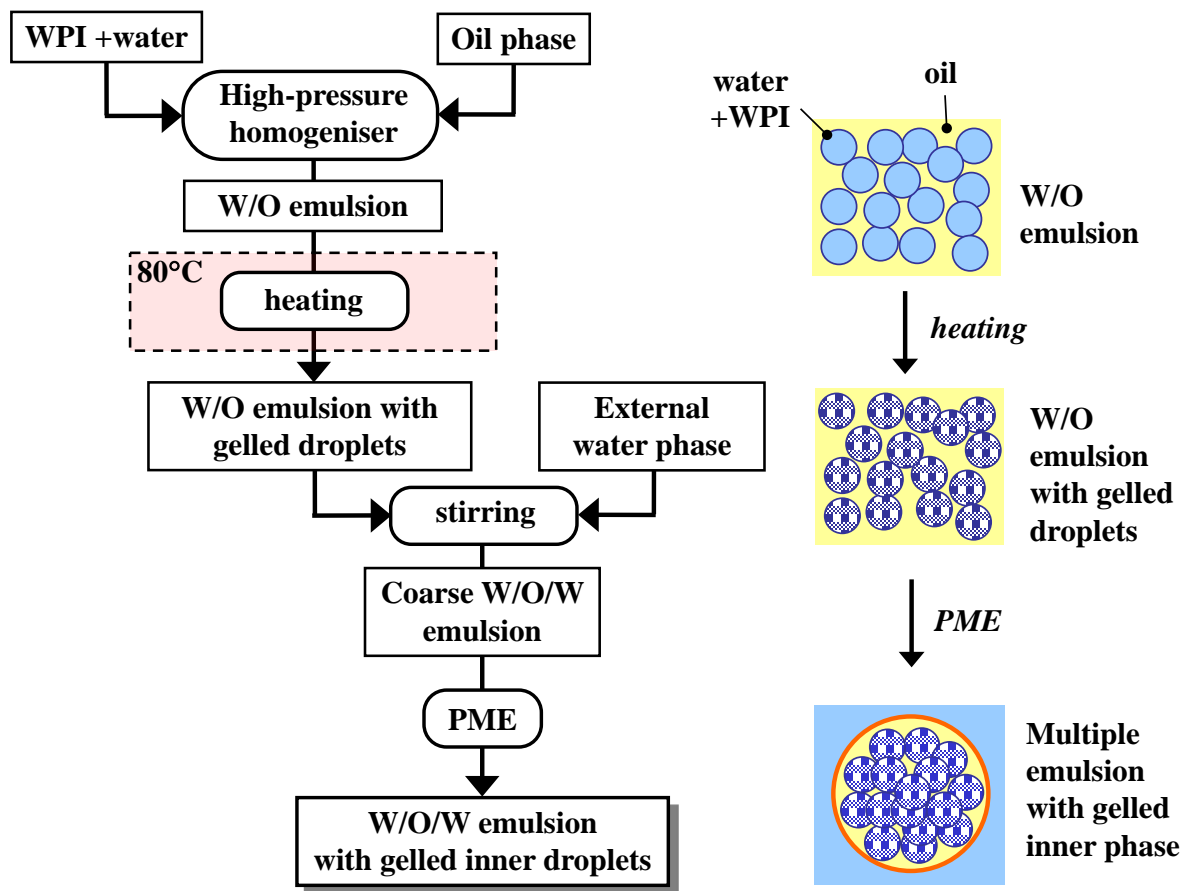 WPI +water
Oil phase
High-pressure
homogeniser
W/O emulsion
80°C
heating
W/O emulsion with
gelled droplets
External
water phase
stirring
Coarse W/O/W
emulsion
PME
W/O/W emulsion
with gelled inner droplets
water
+WPI
oil
W/O
emulsion
heating
W/O
emulsion
with gelled
droplets
PME
Multiple
emulsion
with gelled
inner phase